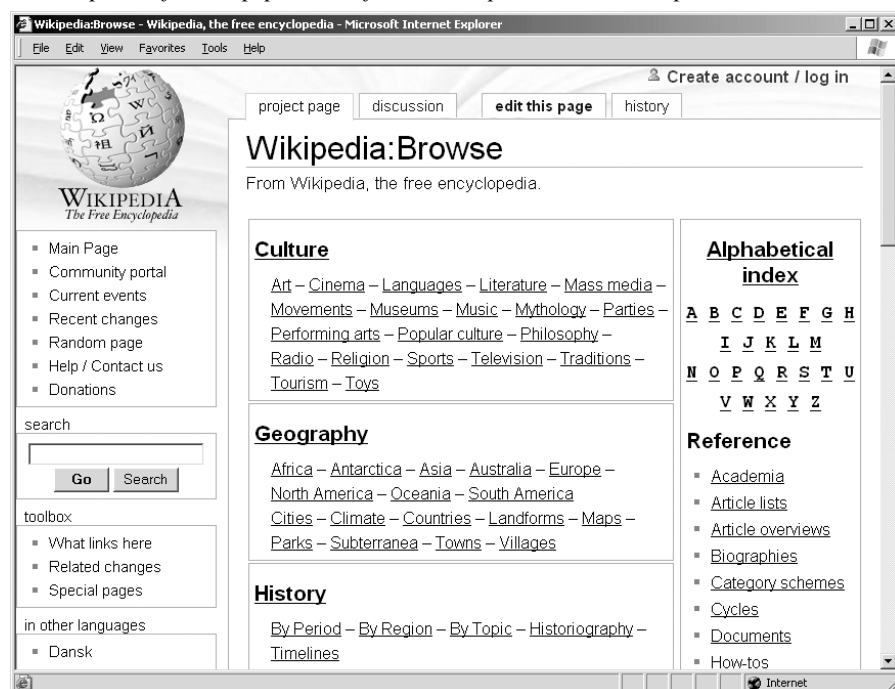 Wikipedia:Browse - Wikipedia, the free encyclopedia - Microsoft Internet Explorer
File Edit View Favorites Tools Help
Create account / log in
project page discussion edit this page history
Wikipedia:Browse
From Wikipedia, the free encyclopedia.
WIKIPEDIA
The Free Encyclopedia
Main Page
Community portal
Current events
Recent changes
Random page
Help / Contact us
Donations
search
Go Search
toolbox
What links here
Related changes
Special pages
in other languages
Dansk
Culture
Art – Cinema – Languages – Literature – Mass media –
Movements – Museums – Music – Mythology – Parties –
Performing arts – Popular culture – Philosophy –
Radio – Religion – Sports – Television – Traditions –
Tourism – Toys
Geography
Africa – Antarctica – Asia – Australia – Europe –
North America – Oceania – South America
Cities – Climate – Countries – Landforms – Maps –
Parks – Subterranea – Towns – Villages
History
By Period – By Region – By Topic – Historiography –
Timelines
Alphabetical
index
A B C D E F G H
I J K L M
N O P Q R S T U
V W X Y Z
Reference
Academia
Article lists
Article overviews
Biographies
Category schemes
Cycles
Documents
How-tos
Internet